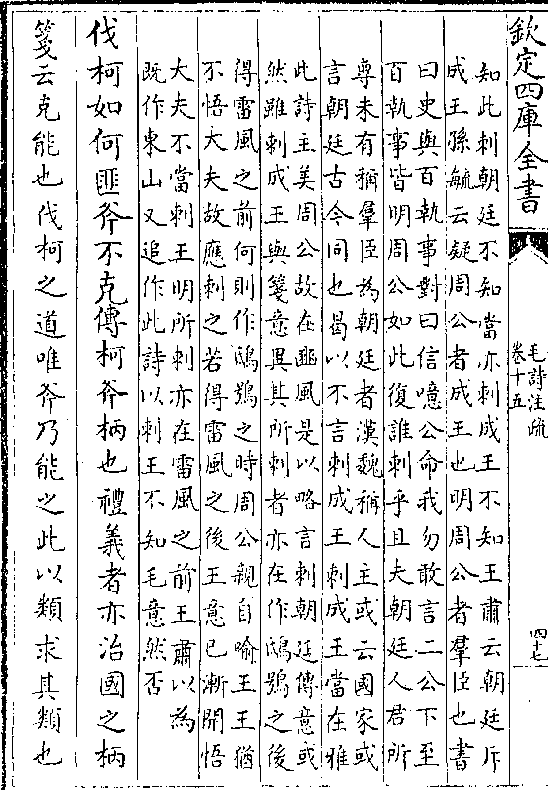 欽定四庫全書
毛詩注疏
卷十五
四十七
知此刺朝廷不知當亦刺成王不知王肅云朝廷斥
成王孫毓云疑周公者成王也明周公者羣臣也書
曰史與百執事對曰信噫公命我勿敢言二公下至
百執事皆明周公如此復誰刺乎且夫朝廷人君所
尊未有稱羣臣為朝廷者漢魏稱人主或云國家或
言朝廷古今同也曷以不言刺成王刺成王當在雅
此詩主美周公故在豳風是以略言刺朝廷傳意或
然雖刺成王與箋意異其所刺者亦在作鴟鴞之後
得雷風之前何則作鴟鴞之時周公親自喻王王猶
不悟大夫故應刺之若得雷風之後王意已漸開悟
大夫不當刺王明所刺亦在雷風之前王肅以為
既作東山又追作此詩以刺王不知毛意然否
伐柯如何匪斧不克傳柯斧柄也禮義者亦治國之柄
箋云克能也伐柯之道唯斧乃能之此以類求其類也